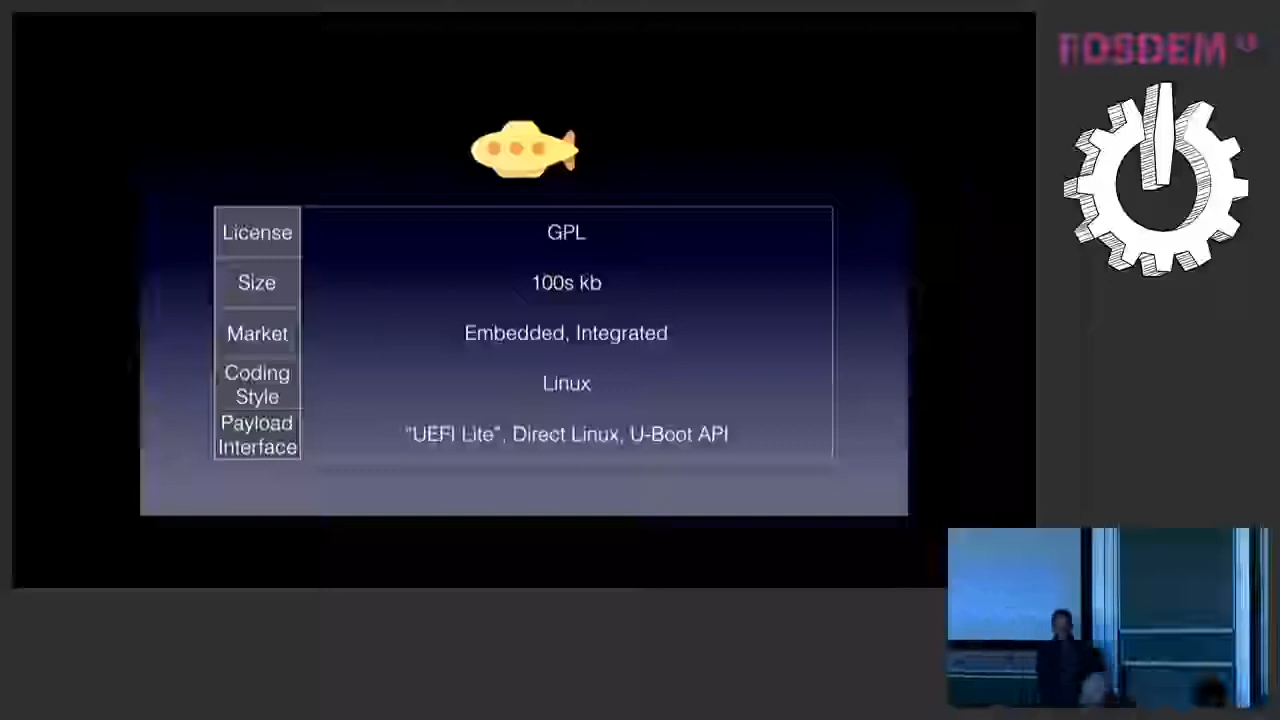 FOSDEM
License
GPL
Size
100s kb
Market
Embedded, Integrated
Coding
Style
Linux
Payload
Interface
"UEFI Lite", Direct Linux, U-Boot API